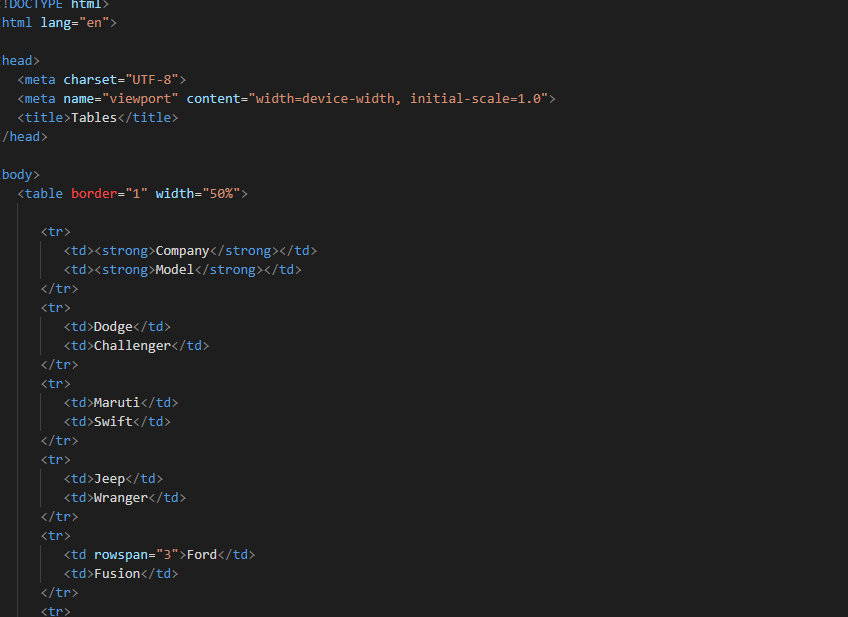 !DOCTYPE html>
html lang="en">
head>
<meta charset="UTF-8">
<meta name="viewport" content="width=device-width, initial-scale=1.0">
<title>Tables</title>
/head>
body>
<table border="1" width="50%">
<tr>
<td><strong>Company</strong></td>
<td><strong>Model</strong></td>
</tr>
<tr>
<td>Dodge</td>
<td>Challenger</td>
</tr>
<tr>
<td>Maruti</td>
<td>Swift</td>
</tr>
<tr>
<td>Jeep</td>
<td>Wranger</td>
</tr>
<tr>
<td rowspan="3">Ford</td>
<td>Fusion</td>
</tr>
<tr>